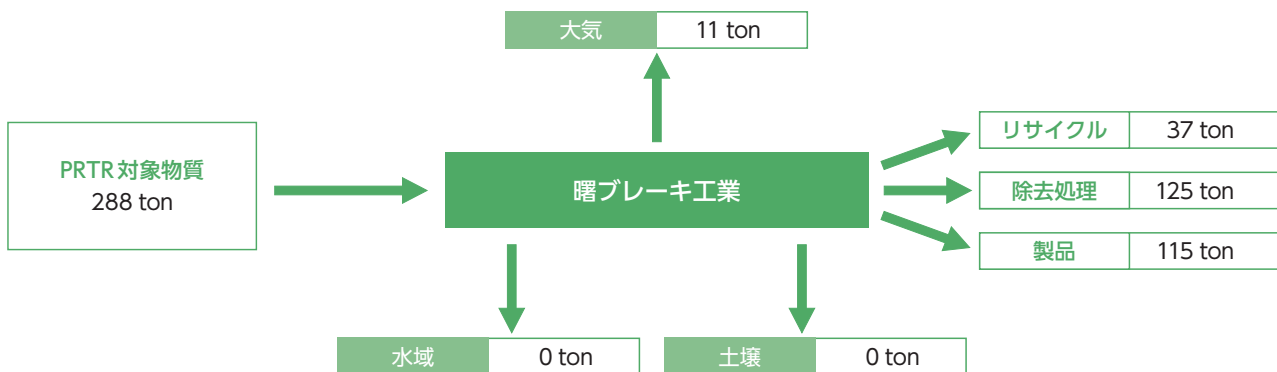 大気 11 ton
PRTR対象物質
288 ton
曙ブレーキ工業
リサイクル 37 ton
除去処理 125 ton
製品 115 ton
水域 0 ton
土壌 0 ton